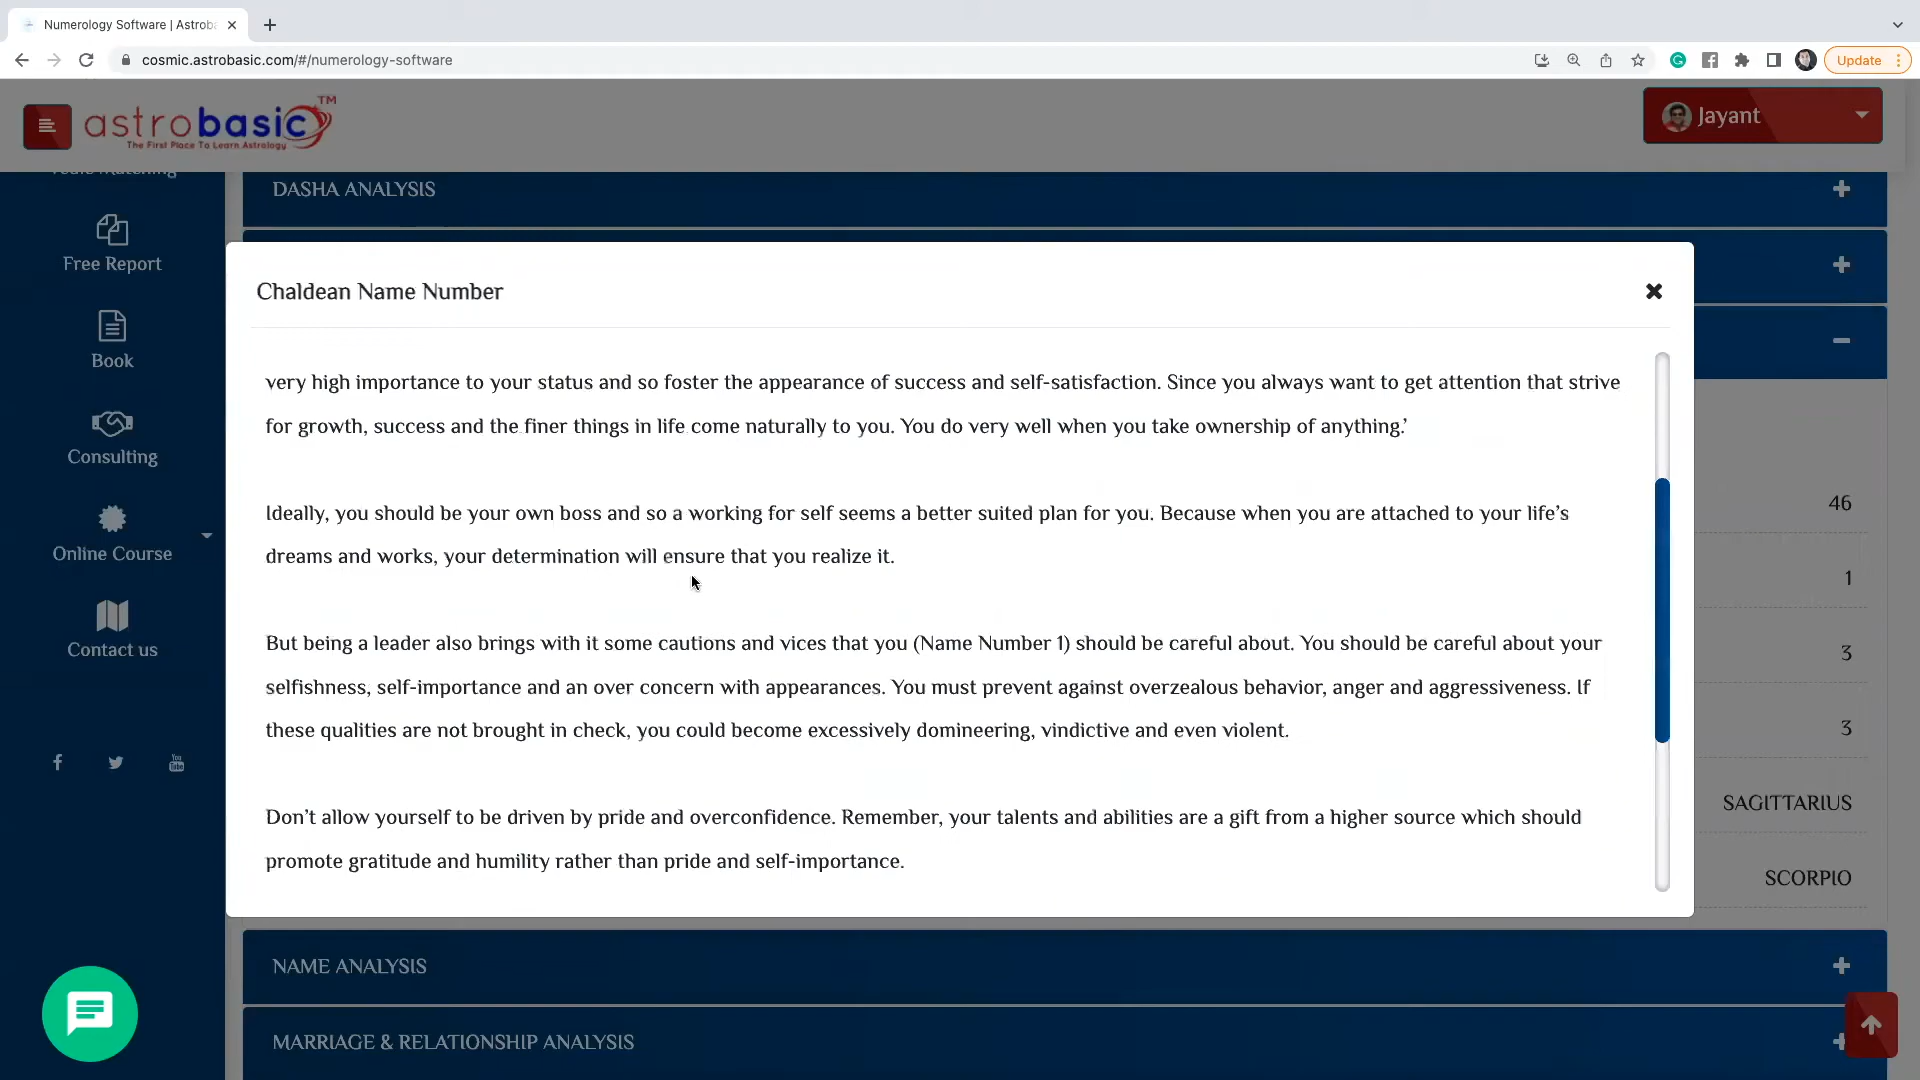 Numerology Software | Astroba
cosmic.astrobasic.com/#/numerology-software
Update
astrobasic™
The First Place To Learn Astrology
Jayant
DASHA ANALYSIS
Free Report
Book
Consulting
Online Course
Contact us
Chaldean Name Number
very high importance to your status and so foster the appearance of success and self-satisfaction. Since you always want to get attention that strive
for growth, success and the finer things in life come naturally to you. You do very well when you take ownership of anything.’
Ideally, you should be your own boss and so a working for self seems a better suited plan for you. Because when you are attached to your life’s
dreams and works, your determination will ensure that you realize it.
But being a leader also brings with it some cautions and vices that you (Name Number 1) should be careful about. You should be careful about your
selfishness, self-importance and an over concern with appearances. You must prevent against overzealous behavior, anger and aggressiveness. If
these qualities are not brought in check, you could become excessively domineering, vindictive and even violent.
Don’t allow yourself to be driven by pride and overconfidence. Remember, your talents and abilities are a gift from a higher source which should
promote gratitude and humility rather than pride and self-importance.
46
1
3
3
SAGITTARIUS
SCORPIO
NAME ANALYSIS
MARRIAGE & RELATIONSHIP ANALYSIS